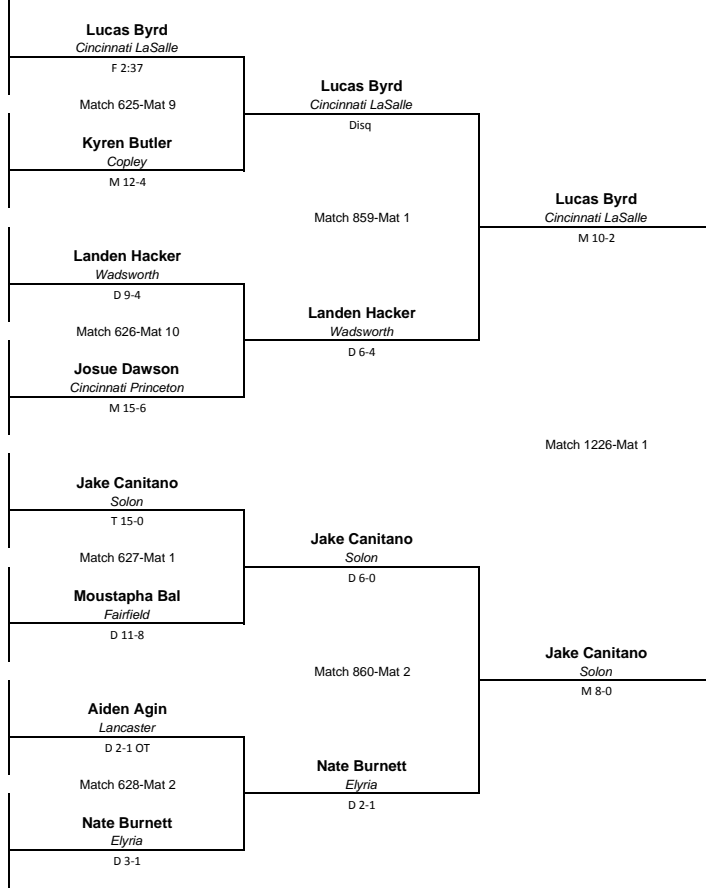 Lucas Byrd
Cincinnati LaSalle
F 2:37
Match 625-Mat 9
Kyren Butler
Copley
M 12-4
Landen Hacker
Wadsworth
D 9-4
Match 626-Mat 10
Josue Dawson
Cincinnati Princeton
M 15-6
Jake Canitano
Solon
T 15-0
Match 627-Mat 1
Moustapha Bal
Fairfield
D 11-8
Aiden Agin
Lancaster
D 2-1 OT
Match 628-Mat 2
Nate Burnett
Elyria
D 3-1
Lucas Byrd
Cincinnati LaSalle
Disq
Match 859-Mat 1
Landen Hacker
Wadsworth
D 6-4
Jake Canitano
Solon
D 6-0
Match 860-Mat 2
Nate Burnett
Elyria
D 2-1
Lucas Byrd
Cincinnati LaSalle
M 10-2
Match 1226-Mat 1
Jake Canitano
Solon
M 8-0